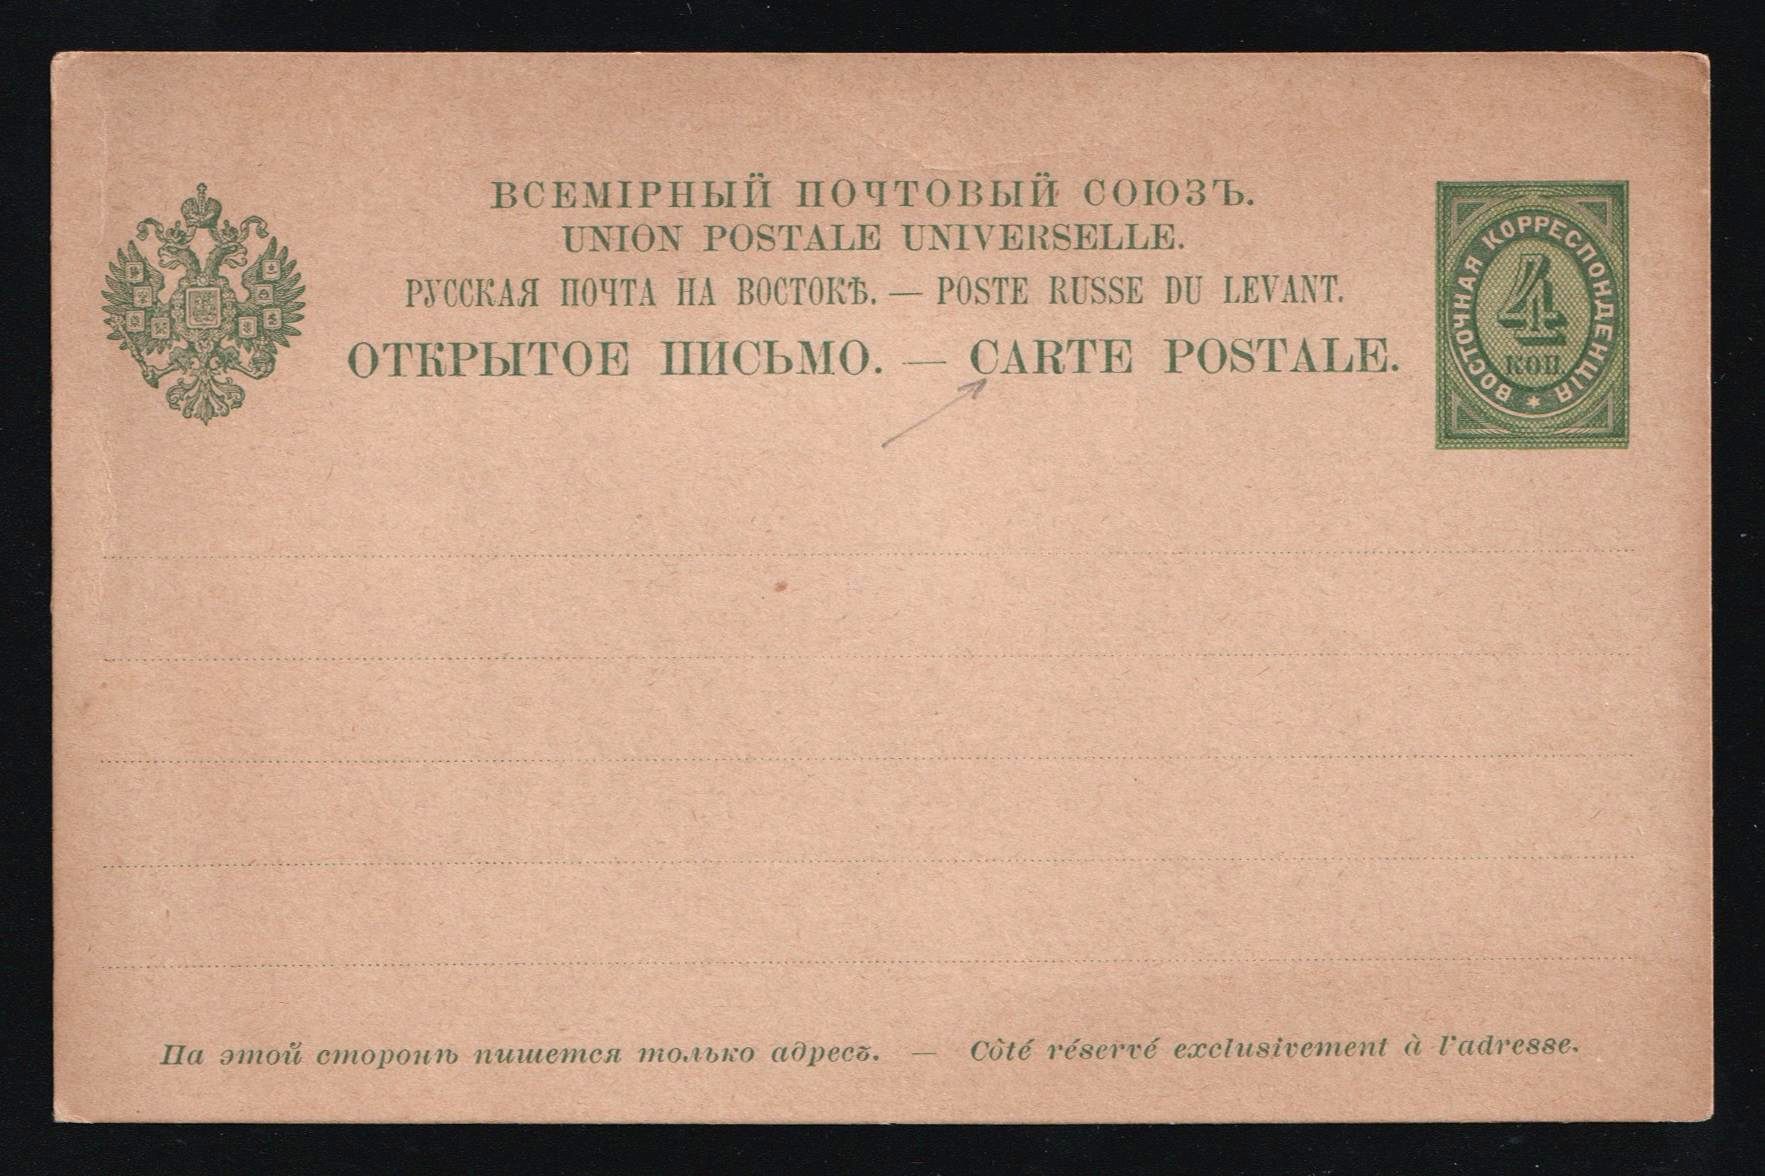 ВСЕМІРНЫЙ ПОЧТОВЫЙ СОЮЗЪ.
UNION POSTALE UNIVERSELLE.
РУССКАЯ ПОЧТА НА ВОСТОКѢ. — POSTE RUSSE DU LEVANT.
ОТКРЫТОЕ ПИСЬМО. — CARTE POSTALE.
ВОСТОЧНАЯ КОРРЕСПОНДЕНЦІЯ
4
КОП
На этой сторонѣ пишется только адресъ. — Côté réservé exclusivement à l'adresse.